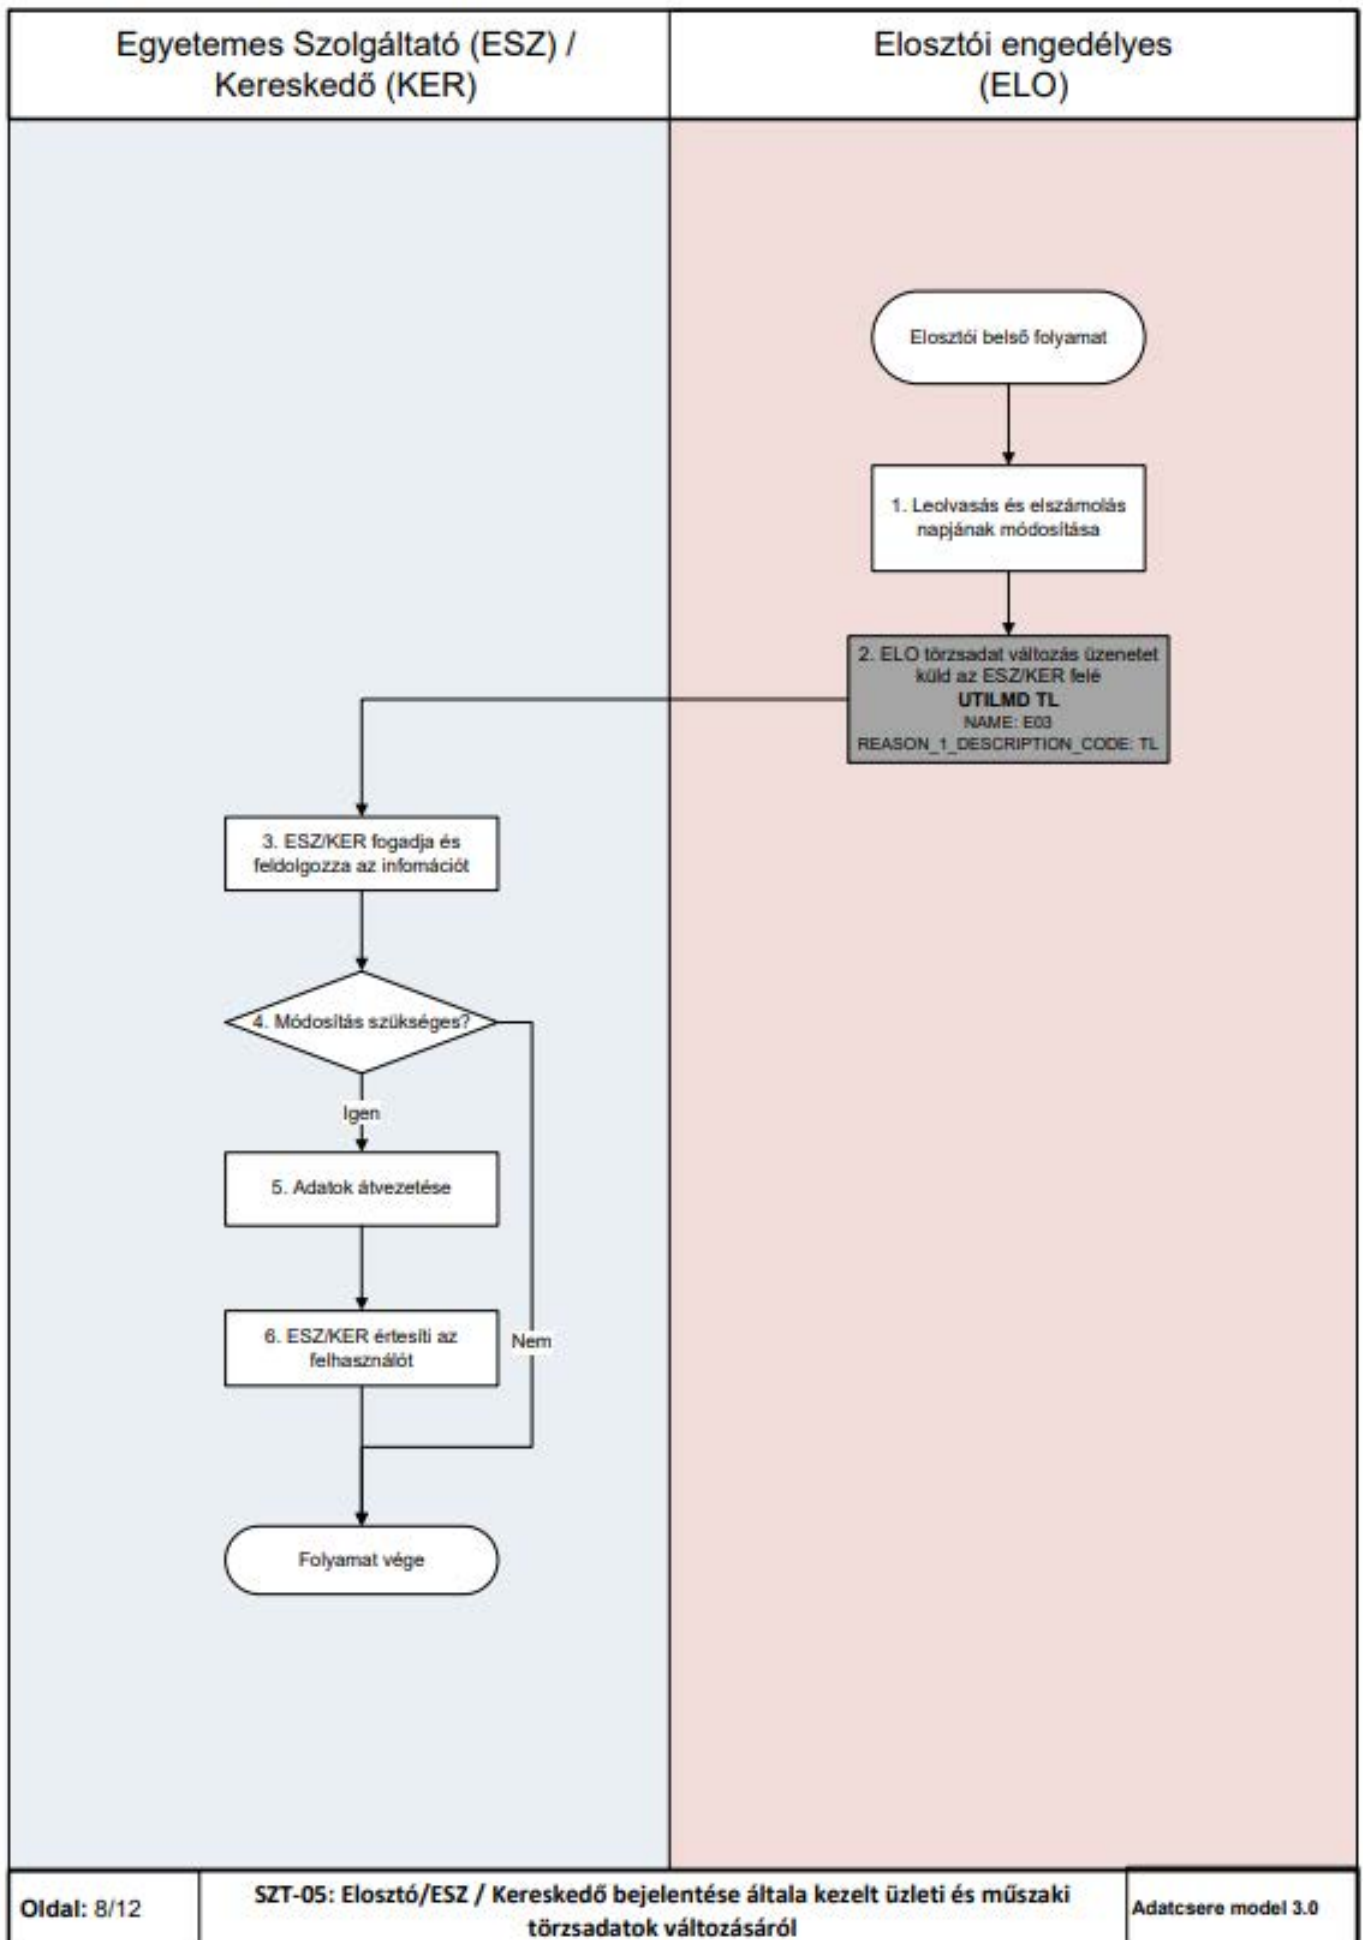 Egyetemes Szolgáltató (ESZ) /
Kereskedő (KER)
Elosztói engedélyes
(ELO)
Elosztói belső folyamat
1. Leolvasás és elszámolás
napjának módosítása
2. ELO törzsadat változás üzenetet
küld az ESZ/KER felé
UTILMD TL
NAME: E03
REASON_1_DESCRIPTION_CODE: TL
3. ESZ/KER fogadja és
feldolgozza az infomációt
4. Módosítás szükséges?
Igen
5. Adatok átvezetése
6. ESZ/KER értesíti az
felhasználót
Nem
Folyamat vége
Oldal: 8/12
SZT-05: Elosztó/ESZ / Kereskedő bejelentése általa kezelt üzleti és műszaki
törzsadatok változásáról
Adatcsere model 3.0